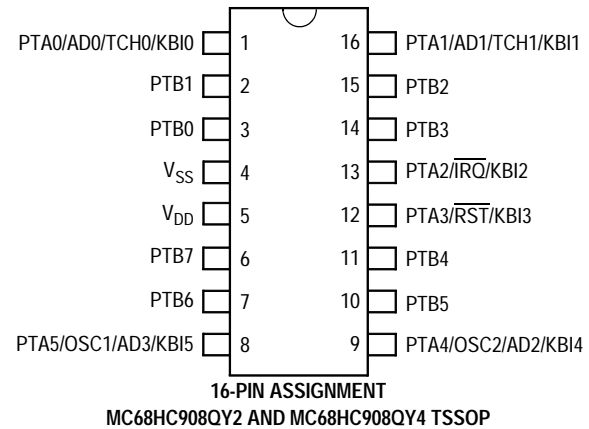 PTA0/AD0/TCH0/KBI0 1 16 PTA1/AD1/TCH1/KBI1
PTB1 2 15 PTB2
PTB0 3 14 PTB3
VSS 4 13 PTA2/IRQ/KBI2
VDD 5 12 PTA3/RST/KBI3
PTB7 6 11 PTB4
PTB6 7 10 PTB5
PTA5/OSC1/AD3/KBI5 8 9 PTA4/OSC2/AD2/KBI4
16-PIN ASSIGNMENT
MC68HC908QY2 AND MC68HC908QY4 TSSOP